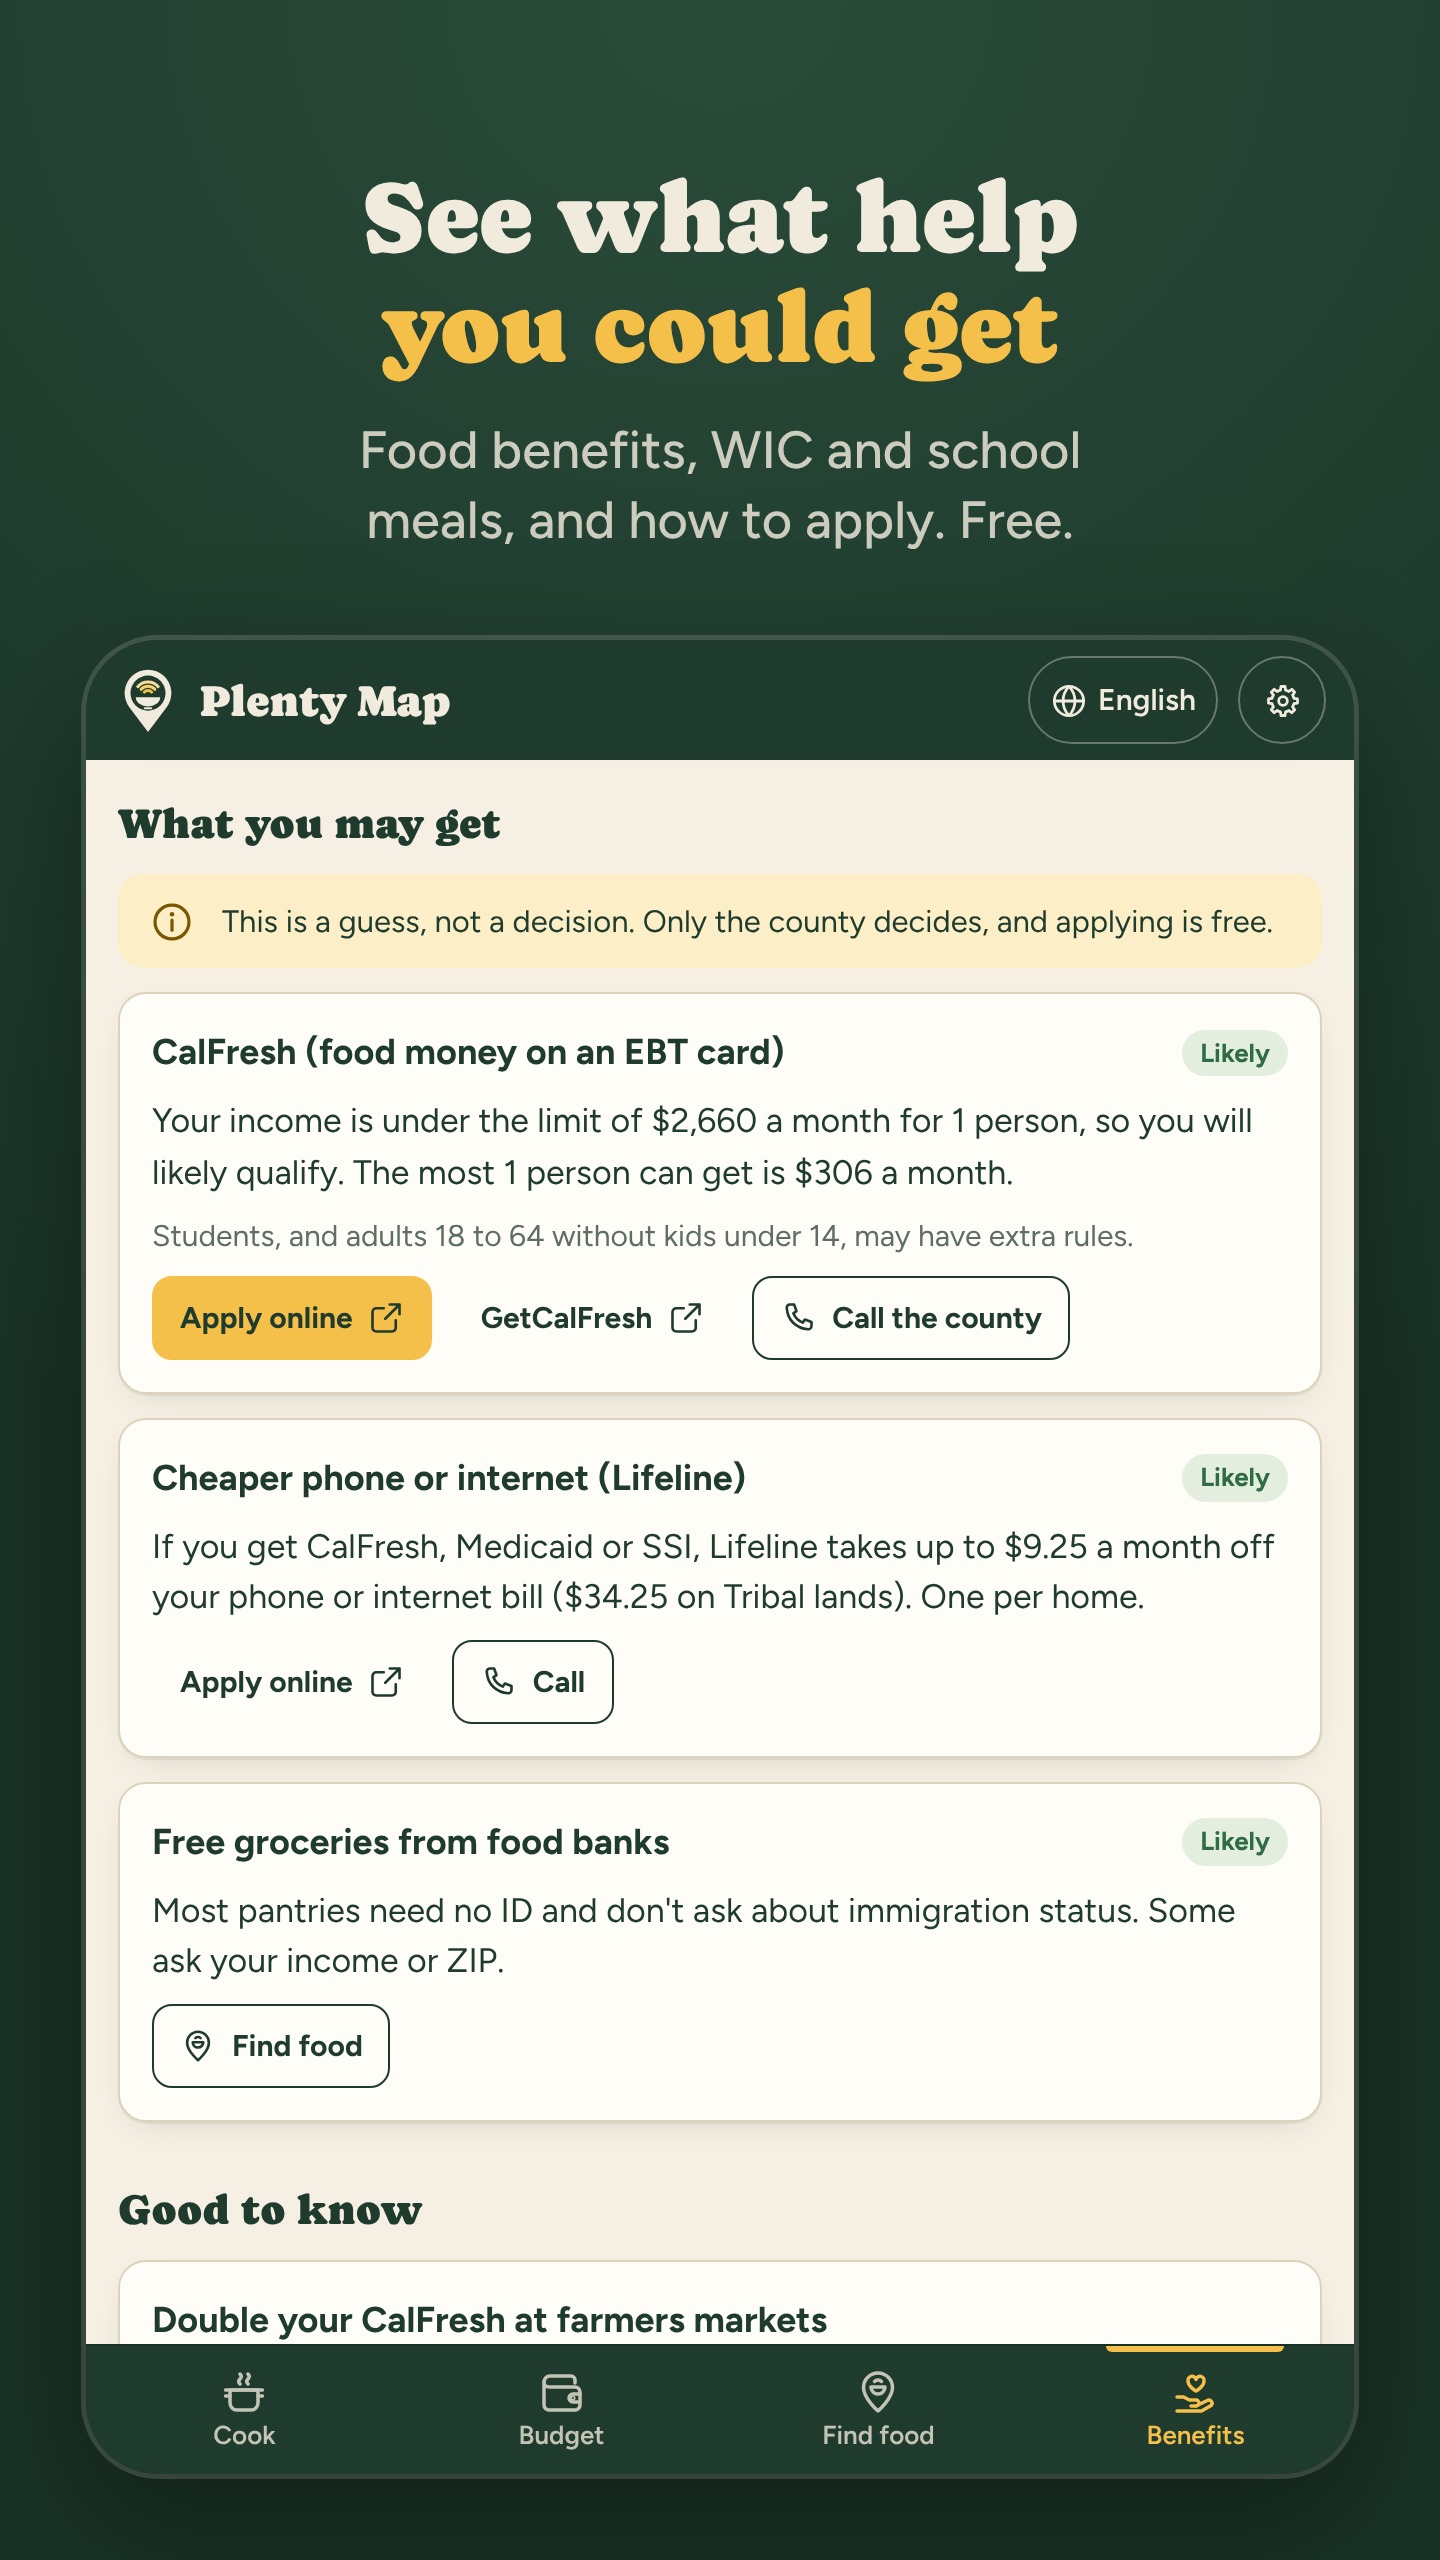 See what help
you could get
Food benefits, WIC and school
meals, and how to apply. Free.
Plenty Map
English
What you may get
This is a guess, not a decision. Only the county decides, and applying is free.
CalFresh (food money on an EBT card)
Likely
Your income is under the limit of $2,660 a month for 1 person, so you will
likely qualify. The most 1 person can get is $306 a month.
Students, and adults 18 to 64 without kids under 14, may have extra rules.
Apply online
GetCalFresh
Call the county
Cheaper phone or internet (Lifeline)
Likely
If you get CalFresh, Medicaid or SSI, Lifeline takes up to $9.25 a month off
your phone or internet bill ($34.25 on Tribal lands). One per home.
Apply online
Call
Free groceries from food banks
Likely
Most pantries need no ID and don't ask about immigration status. Some
ask your income or ZIP.
Find food
Good to know
Double your CalFresh at farmers markets
Cook
Budget
Find food
Benefits